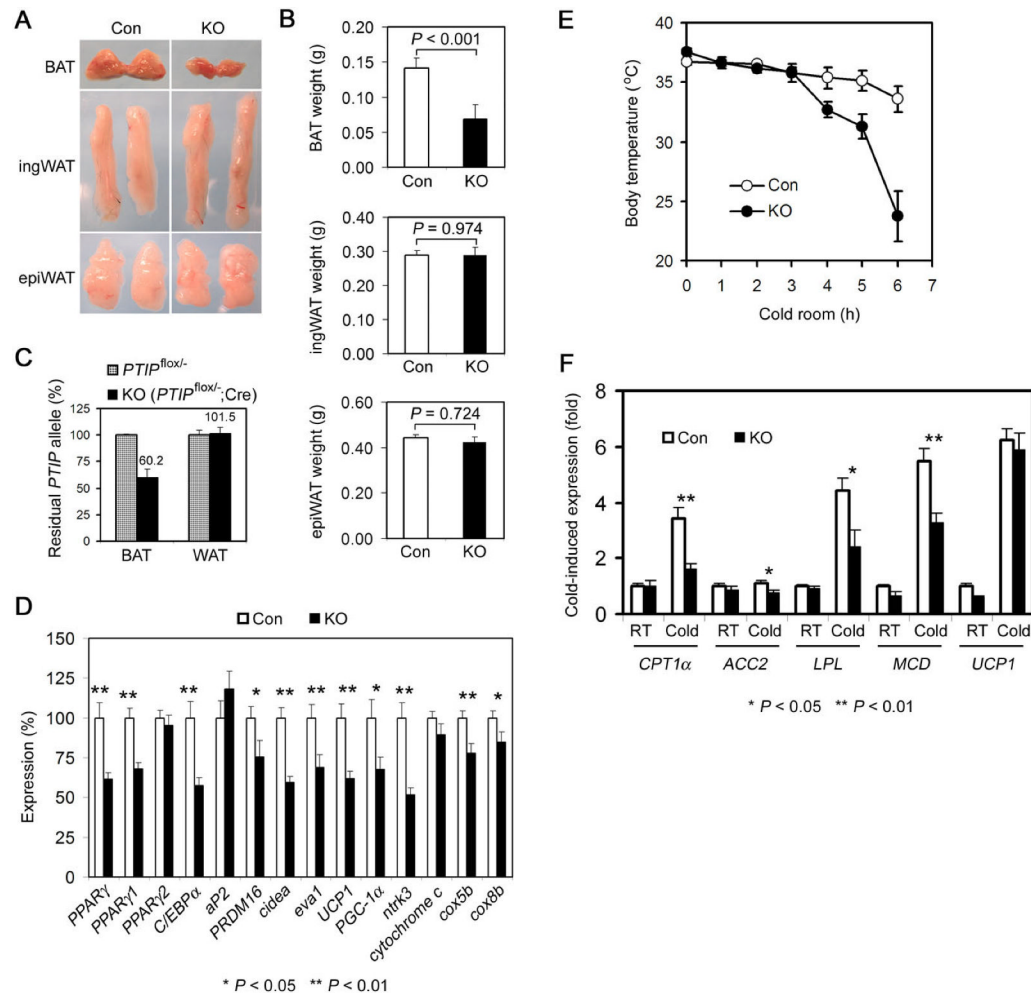 A
Con KO
BAT
ingWAT
epiWAT
B
BAT weight (g)
0.20
0.15
0.10
0.05
0.00
P < 0.001
Con KO
ingWAT weight (g)
0.40
0.30
0.20
0.10
0.00
P = 0.974
Con KO
epiWAT weight (g)
0.60
0.40
0.20
0.00
P = 0.724
Con KO
C
PTIP flox/-
KO (PTIP flox/-;Cre)
Residual PTIP allele (%)
125
100
75
50
25
0
60.2
101.5
BAT WAT
D
Con KO
Expression (%)
150
125
100
75
50
25
0
** ** ** * ** ** ** * ** ** *
PPARγ
PPARγ1
PPARγ2
C/EBPα
aP2
PRDM16
cidea
eva1
UCP1
PGC-1α
ntrk3
cytochrome c
cox5b
cox8b
* P < 0.05 ** P < 0.01
E
Body temperature (°C)
40
35
30
25
20
Con
KO
0 1 2 3 4 5 6 7
Cold room (h)
F
Cold-induced expression (fold)
8
6
4
2
0
Con KO
** * * **
RT Cold RT Cold RT Cold RT Cold RT Cold
CPT1α ACC2 LPL MCD UCP1
* P < 0.05 ** P < 0.01